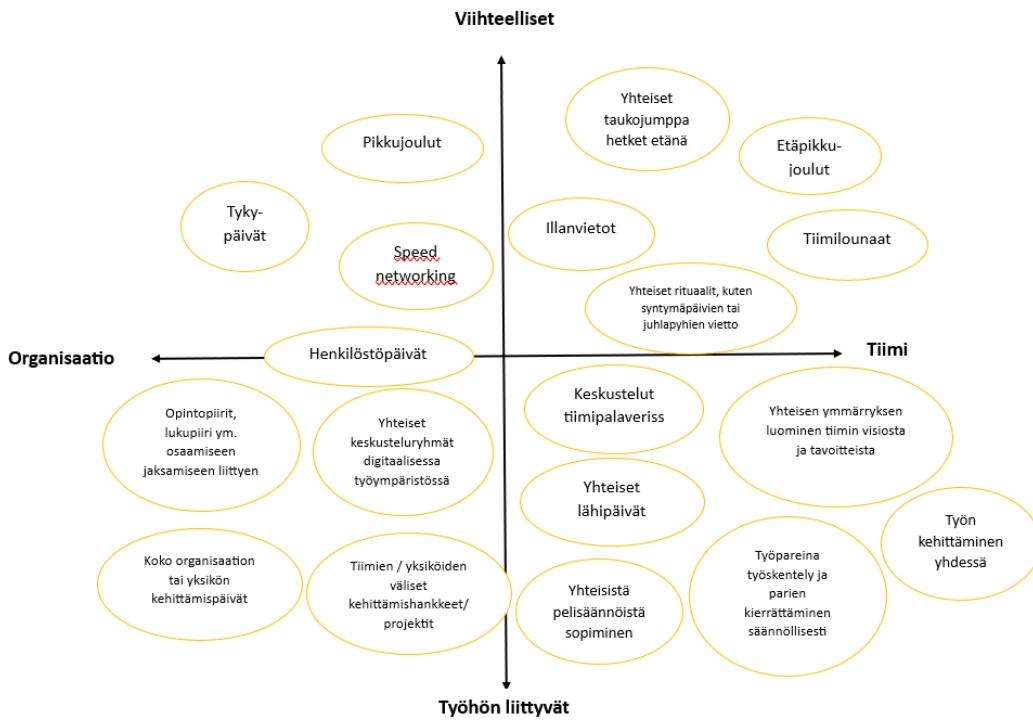 Viihteelliset
Yhteiset
taukojumppa
hetket etänä
Pikkujoulut
Etäpikku-
joulut
Tyky-
päivät
Illanvietot
Tiimilounaat
Speed
networking
Yhteiset rituaalit, kuten
syntymäpäivien tai
juhlapyhien vietto
Organisaatio
Henkilöstöpäivät
Tiimi
Opintopiirit,
lukupiiri ym.
osaamiseen
jaksamiseen liittyen
Yhteiset
keskusteluryhmät
digitaalisessa
työympäristössä
Keskustelut
tiimipalaveriss
Yhteisen ymmärryksen
luominen tiimin visiosta
ja tavoitteista
Yhteiset
lähipäivät
Työn
kehittäminen
yhdessä
Koko organisaation
tai yksikön
kehittämispäivät
Tiimien / yksiköiden
väliset
kehittämishankkeet/
projektit
Yhteisistä
pelisäännöistä
sopiminen
Työpareina
työskentely ja
parien
kierrättäminen
säännöllisesti
Työhön liittyvät